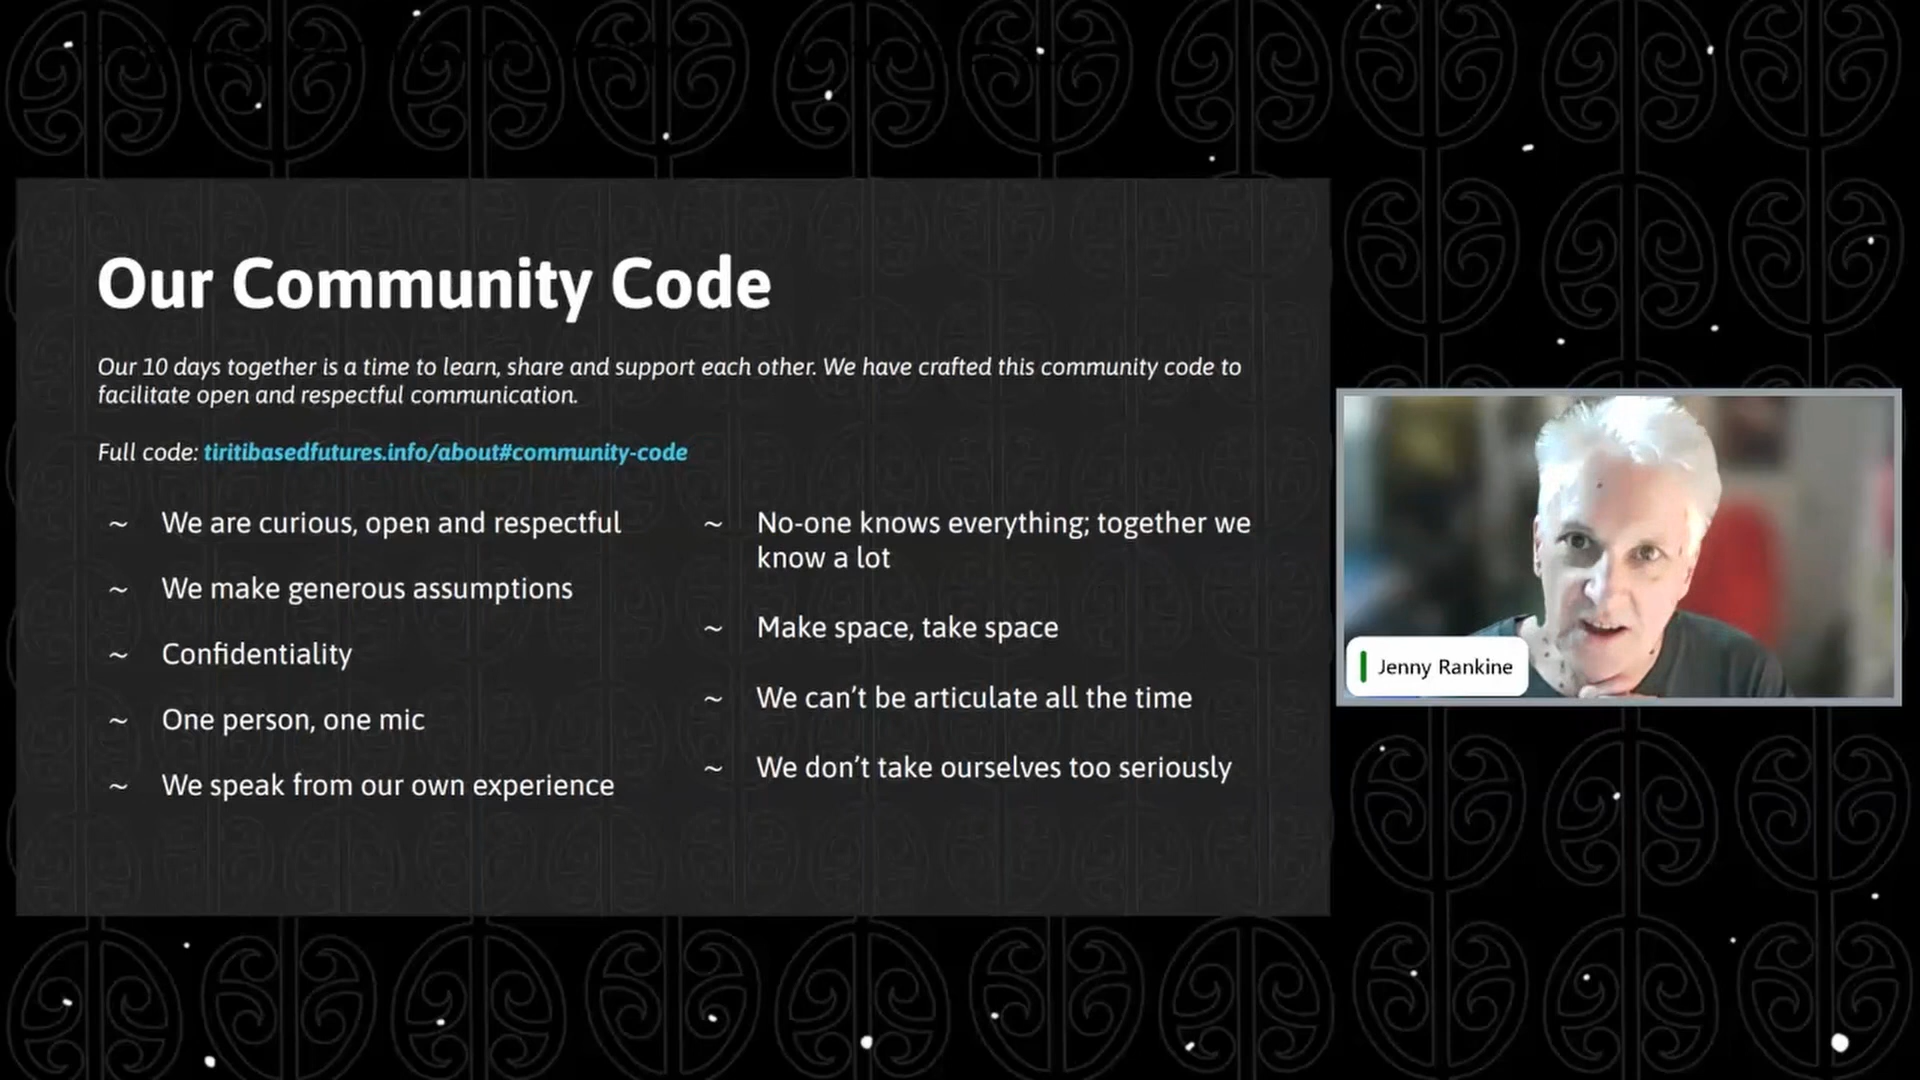 Our Community Code
Our 10 days together is a time to learn, share and support each other. We have crafted this community code to
facilitate open and respectful communication.
Full code: tiritibasedfutures.info/about#community-code
~ We are curious, open and respectful
~ We make generous assumptions
~ Confidentiality
~ One person, one mic
~ We speak from our own experience
~ No-one knows everything; together we
know a lot
~ Make space, take space
~ We can’t be articulate all the time
~ We don’t take ourselves too seriously
Jenny Rankine